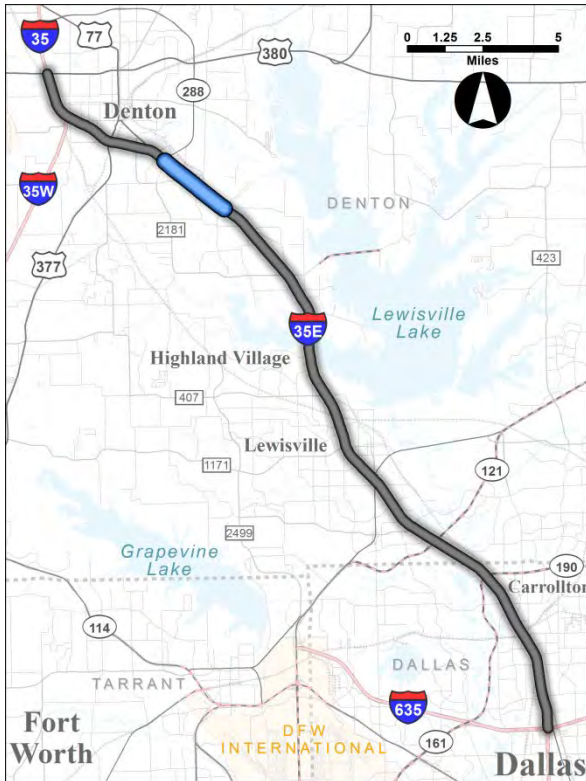 35
77
380
0 1.25 2.5 5
Miles
288
Denton
35W
DENTON
2181
377
423
Lewisville
Lake
35E
Highland Village
407
Lewisville
1171
121
2499
Grapevine
Lake
190
Carrollton
114
DALLAS
TARRANT
635
Fort
Worth
DFW
INTERNATIONAL
161
Dallas